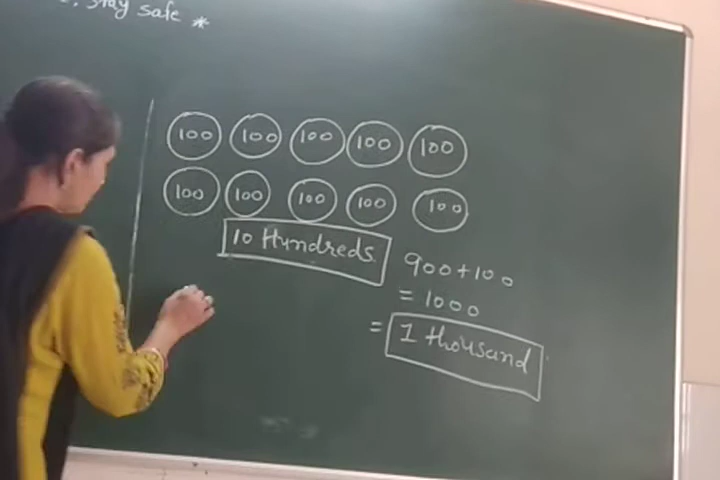 stay safe *
100 100 100 100 100
100 100 100 100 100
10 Hundreds
900+100
= 1000
= 1 thousand